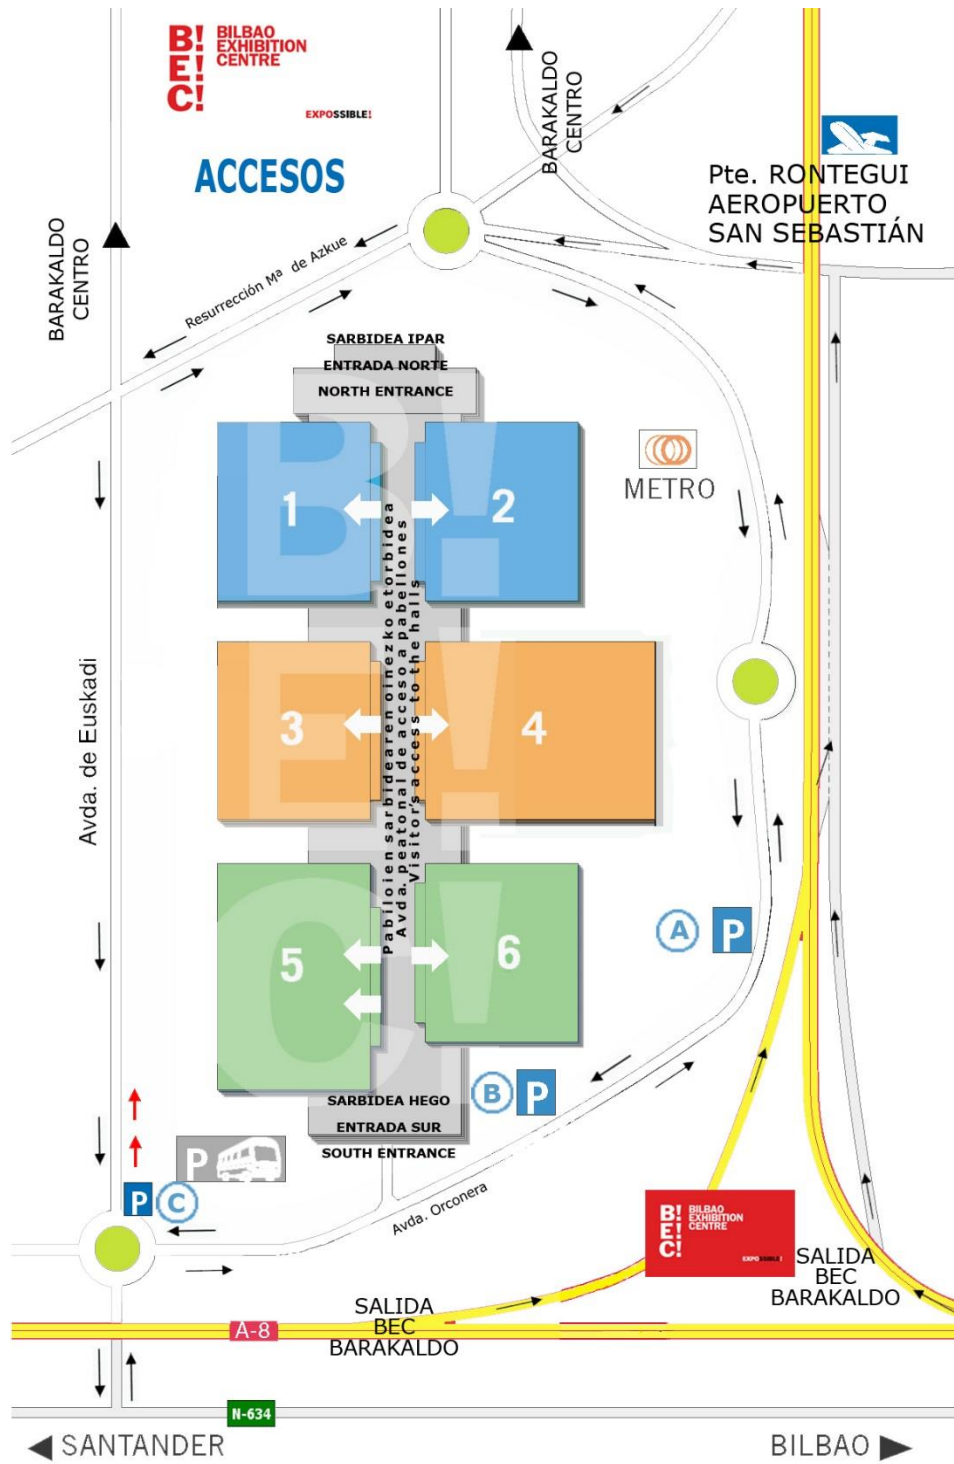 B!
E!
C!
BILBAO
EXHIBITION
CENTRE
EXPOSSIBLE!
ACCESOS
BARAKALDO
CENTRO
BARAKALDO
CENTRO
Pte. RONTEGUI
AEROPUERTO
SAN SEBASTIÁN
Resurrección Mª de Azkue
SARBIDEA IPAR
ENTRADA NORTE
NORTH ENTRANCE
B!
E!
C!
1
2
METRO
3
4
Pabiloien sarbidearen oinezko etorbidea
Avda. peatonal de acceso a pabellones
Visitor's access to the halls
Avda. de Euskadi
5
6
A
P
B
P
SARBIDEA HEGO
ENTRADA SUR
SOUTH ENTRANCE
P
P
C
Avda. Orconera
B!
E!
C!
BILBAO
EXHIBITION
CENTRE
EXPOSSIBLE!
SALIDA
BEC
BARAKALDO
SALIDA
BEC
BARAKALDO
A-8
N-634
SANTANDER
BILBAO